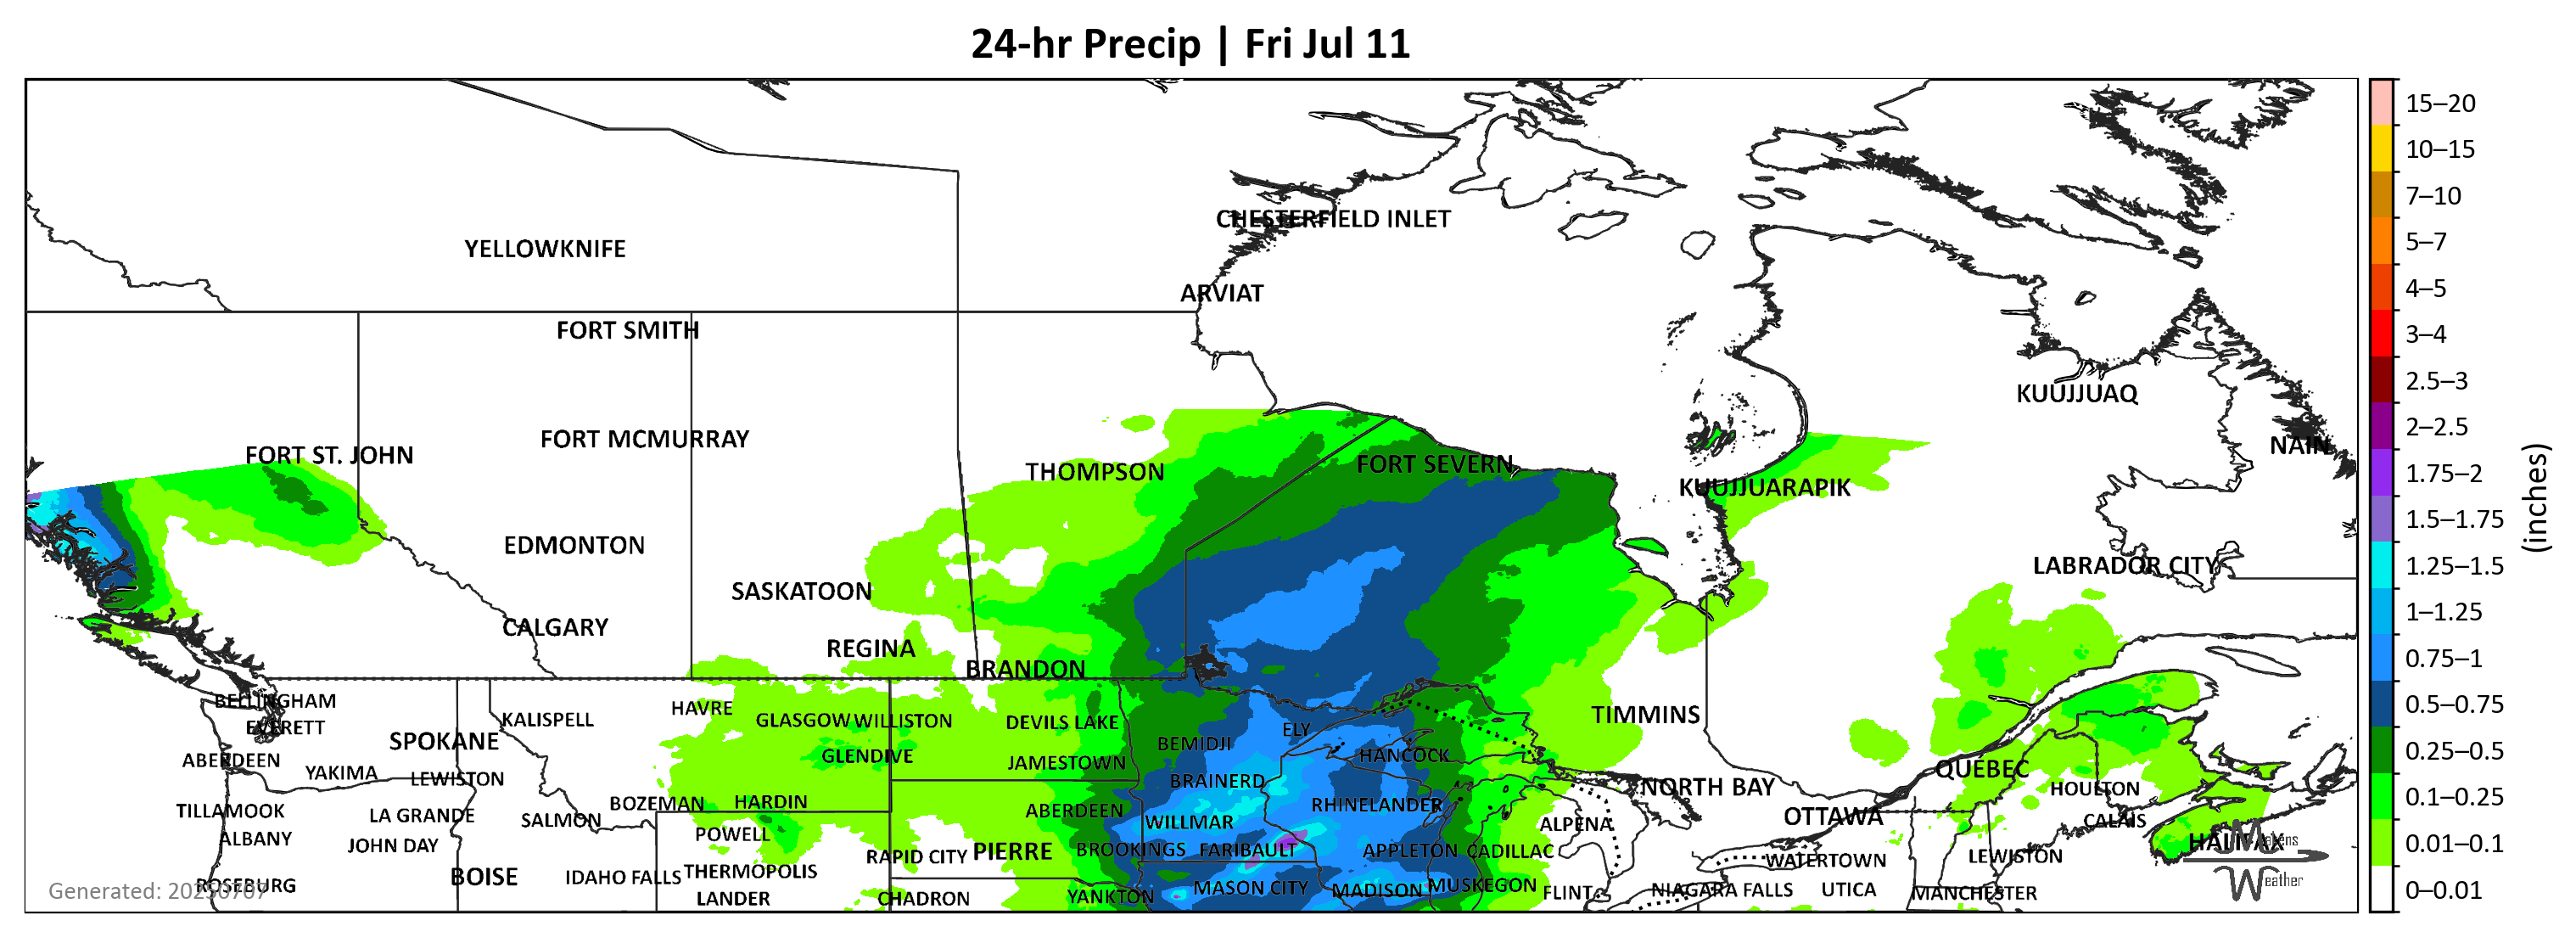 24-hr Precip | Fri Jul 11
CHESTERFIELD INLET
YELLOWKNIFE
ARVIAT
FORT SMITH
KUUJJUAQ
FORT MCMURRAY
NAIN
FORT ST. JOHN
THOMPSON
FORT SEVERN
KUUJJUARAPIK
EDMONTON
LABRADOR CITY
SASKATOON
CALGARY
REGINA
BRANDON
BELLINGHAM
HAVRE
TIMMINS
KALISPELL
GLASGOW
WILLISTON
DEVILS LAKE
EVERETT
ELY
SPOKANE
BEMIDJI
HANCOCK
GLENDIVE
ABERDEEN
JAMESTOWN
QUÉBEC
YAKIMA
LEWISTON
BRAINERD
NORTH BAY
HOULTON
BOZEMAN
HARDIN
RHINELANDER
TILLAMOOK
LA GRANDE
SALMON
ABERDEEN
WILLMAR
ALPENA
OTTAWA
CALAIS
ALBANY
JOHN DAY
POWELL
HALIFAX
RAPID CITY
PIERRE
BROOKINGS
FARIBAULT
APPLETON
CADILLAC
WATERTOWN
LEWISTON
BOISE
IDAHO FALLS
THERMOPOLIS
ROSEBURG
LANDER
CHADRON
YANKTON
MASON CITY
MADISON
MUSKEGON
FLINT
NIAGARA FALLS
UTICA
MANCHESTER
Generated: 20250707
Maxens
Weather
15–20
10–15
7–10
5–7
4–5
3–4
2.5–3
2–2.5
1.75–2
1.5–1.75
1.25–1.5
1–1.25
0.75–1
0.5–0.75
0.25–0.5
0.1–0.25
0.01–0.1
0–0.01
(inches)